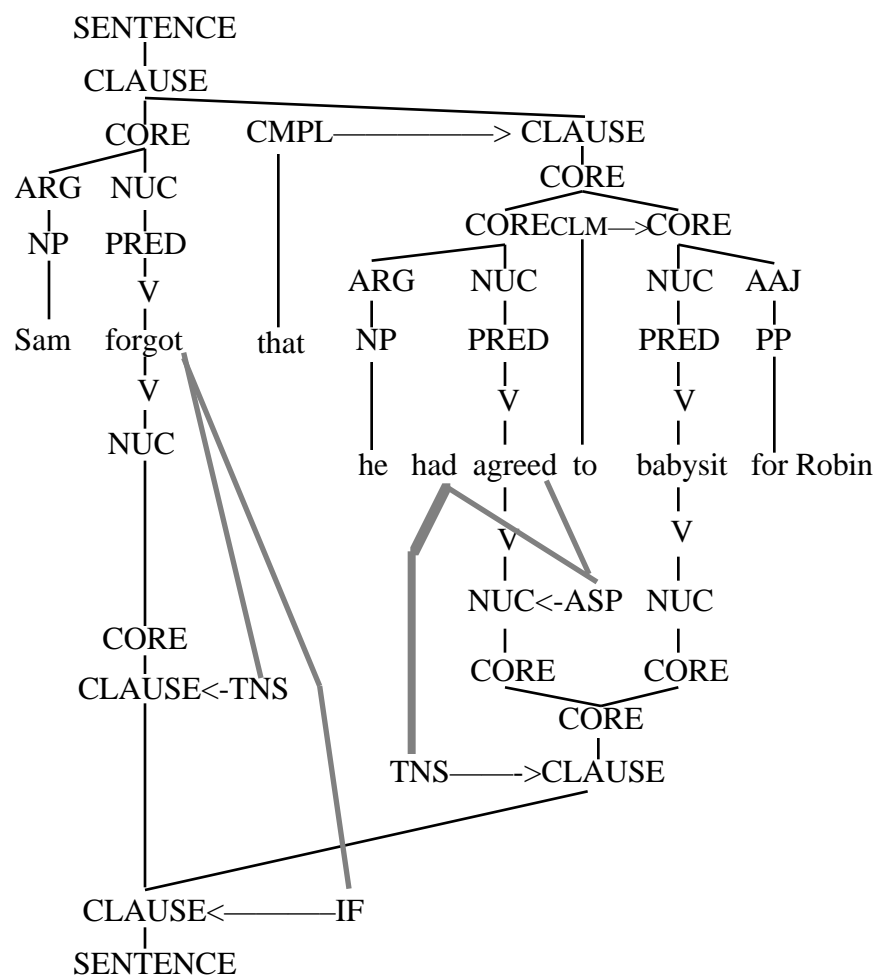 SENTENCE
CLAUSE
CORE CMPL————————> CLAUSE
ARG NUC CORE
NP PRED CORE CLM—>CORE
V ARG NUC NUC AAJ
Sam forgot that NP PRED PRED PP
V V V
NUC
he had agreed to babysit for Robin
V V
NUC<-ASP NUC
CORE
CLAUSE<-TNS CORE CORE
CORE
TNS———->CLAUSE
CLAUSE<——————IF
SENTENCE